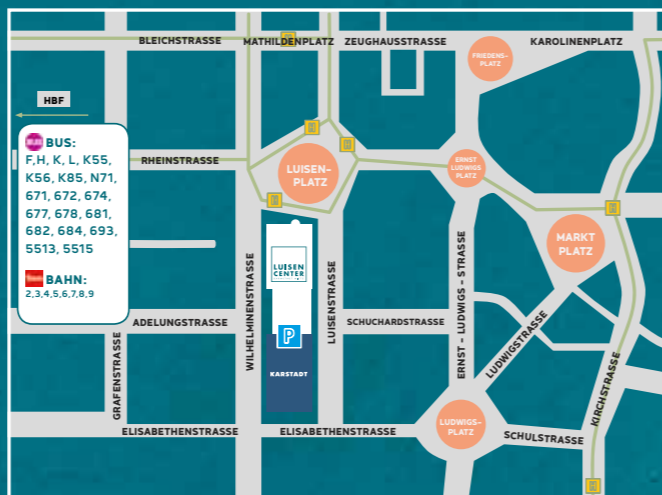 BLEICHSTRASSE
MATHILDENPLATZ
ZEUGHAUSSTRASSE
KAROLINENPLATZ
FRIEDENS-
PLATZ
HBF
BUS:
F,H, K, L, K55,
K56, K85, N71,
671, 672, 674,
677, 678, 681,
682, 684, 693,
5513, 5515
BAHN:
2,3,4,5,6,7,8,9
RHEINSTRASSE
LUISEN-
PLATZ
ERNST
LUDWIGS
PLATZ
MARKT
PLATZ
LUISEN
CENTER
WILHELMINENSTRASSE
LUISENSTRASSE
ERNST - LUDWIGS - STRASSE
ADELUNGSTRASSE
SCHUCHARDSTRASSE
LUDWIGSTRASSE
P
KARSTADT
GRAFENSTRASSE
KIRCHSTRASSE
ELISABETHENSTRASSE
ELISABETHENSTRASSE
LUDWIGS-
PLATZ
SCHULSTRASSE